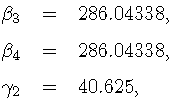 β₃ = 286.04338,
β₄ = 286.04338,
γ₂ = 40.625,